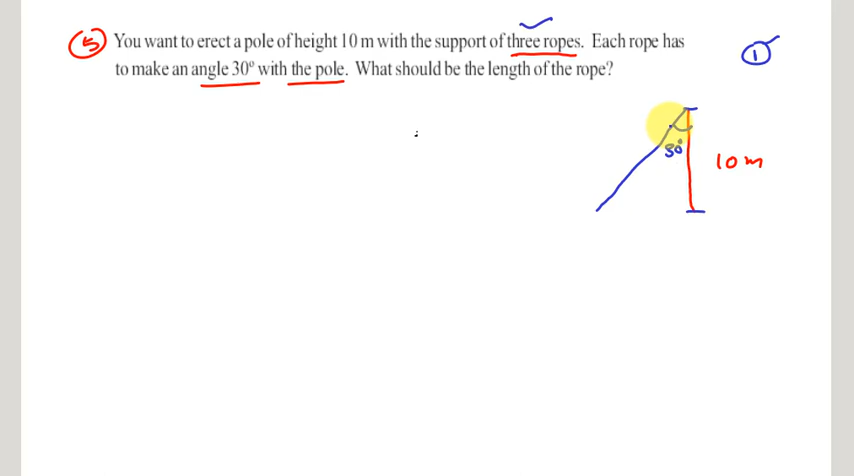 5 You want to erect a pole of height 10 m with the support of three ropes. Each rope has
to make an angle 30° with the pole. What should be the length of the rope?
1
30°
10 m